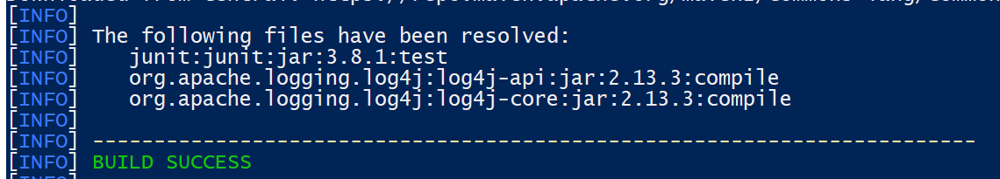 [INFO]
[INFO] The following files have been resolved:
[INFO]    junit:junit:jar:3.8.1:test
[INFO]    org.apache.logging.log4j:log4j-api:jar:2.13.3:compile
[INFO]    org.apache.logging.log4j:log4j-core:jar:2.13.3:compile
[INFO]
[INFO] ------------------------------------------------------------------------
[INFO] BUILD SUCCESS